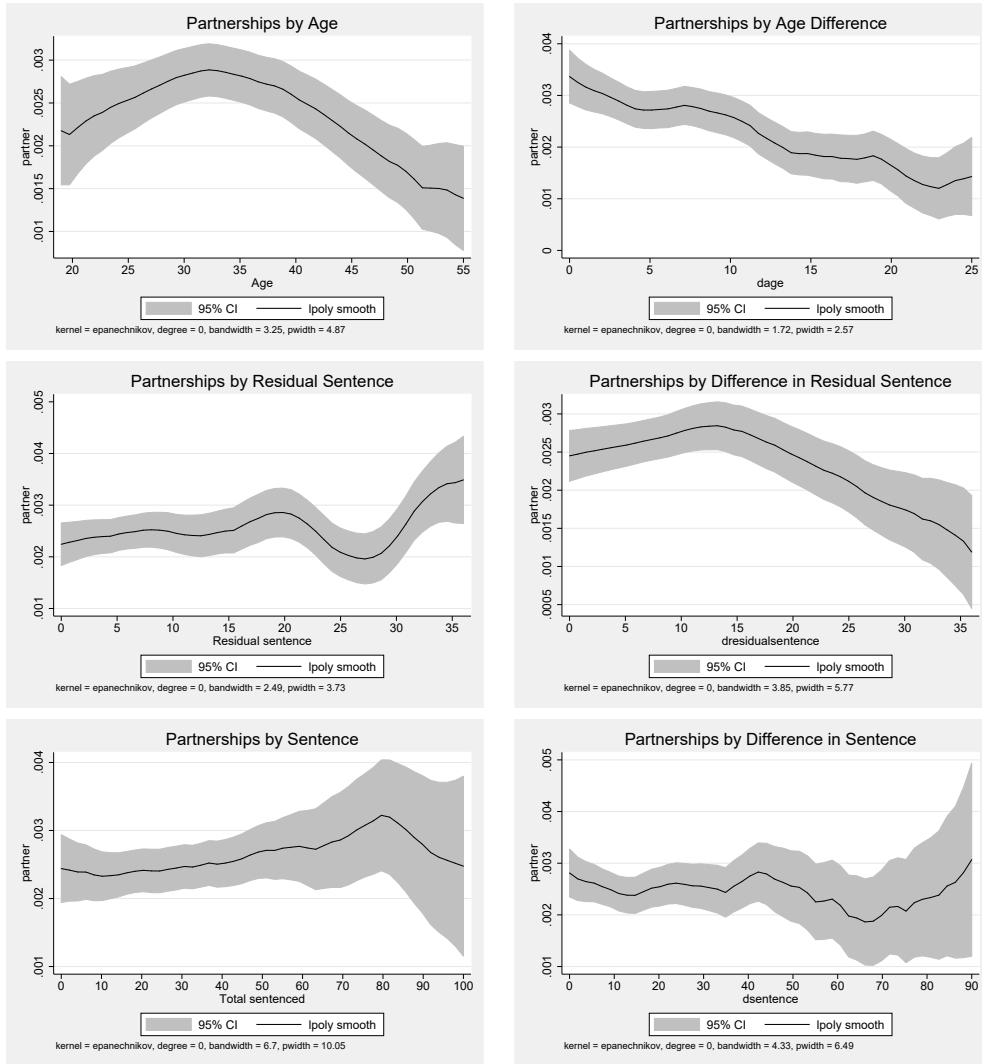 Partnerships by Age
partner
.001 .0015 .002 .0025 .003
20 25 30 35 40 45 50 55
Age
95% CI lpoly smooth
kernel = epanechnikov, degree = 0, bandwidth = 3.25, pwidth = 4.87
Partnerships by Age Difference
partner
0 .001 .002 .003 .004
0 5 10 15 20 25
dage
95% CI lpoly smooth
kernel = epanechnikov, degree = 0, bandwidth = 1.72, pwidth = 2.57
Partnerships by Residual Sentence
partner
.001 .002 .003 .004 .005
0 5 10 15 20 25 30 35
Residual sentence
95% CI lpoly smooth
kernel = epanechnikov, degree = 0, bandwidth = 2.49, pwidth = 3.73
Partnerships by Difference in Residual Sentence
partner
.0005 .001 .0015 .002 .0025 .003
0 5 10 15 20 25 30 35
dresidualsentence
95% CI lpoly smooth
kernel = epanechnikov, degree = 0, bandwidth = 3.85, pwidth = 5.77
Partnerships by Sentence
partner
.001 .002 .003 .004
0 10 20 30 40 50 60 70 80 90 100
Total sentenced
95% CI lpoly smooth
kernel = epanechnikov, degree = 0, bandwidth = 6.7, pwidth = 10.05
Partnerships by Difference in Sentence
partner
.001 .002 .003 .004 .005
0 10 20 30 40 50 60 70 80 90
dsentence
95% CI lpoly smooth
kernel = epanechnikov, degree = 0, bandwidth = 4.33, pwidth = 6.49